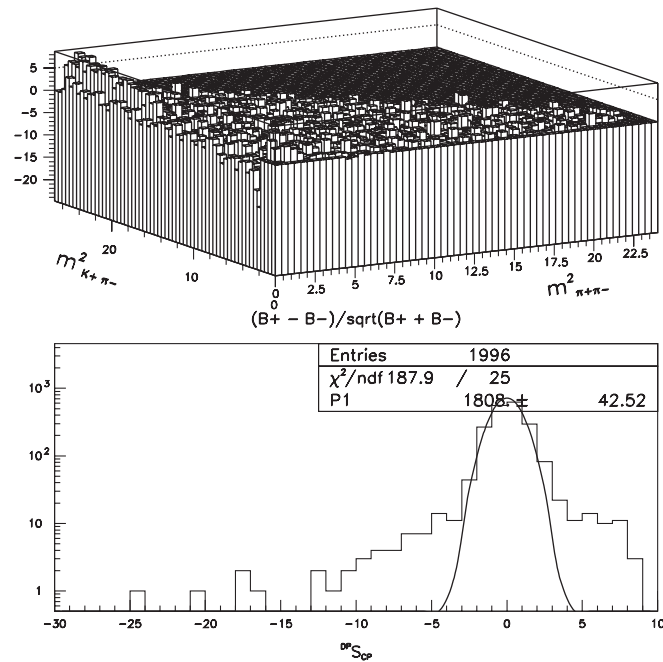 5
0
-5
-10
-15
-20
20
10
0
0
2.5
5
7.5
10
12.5
15
17.5
20
22.5
m²K+π−
m²π+π−
(B+ − B−)/sqrt(B+ + B−)
Entries 1996
χ²/ndf 187.9 / 25
P1 1808. ± 42.52
10³
10²
10
1
-30 -25 -20 -15 -10 -5 0 5 10
DPSCP